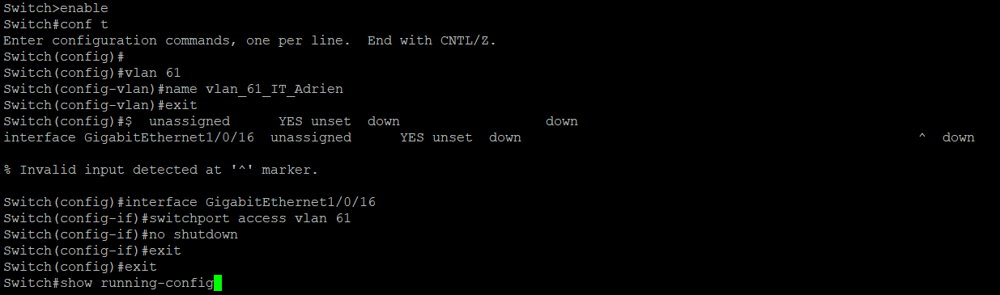 Switch>enable
Switch#conf t
Enter configuration commands, one per line.  End with CNTL/Z.
Switch(config)#
Switch(config)#vlan 61
Switch(config-vlan)#name vlan_61_IT_Adrien
Switch(config-vlan)#exit
Switch(config)#$  unassigned      YES unset  down                  down
interface GigabitEthernet1/0/16  unassigned      YES unset  down                                                 ^  down
% Invalid input detected at '^' marker.
Switch(config)#interface GigabitEthernet1/0/16
Switch(config-if)#switchport access vlan 61
Switch(config-if)#no shutdown
Switch(config-if)#exit
Switch(config)#exit
Switch#show running-config